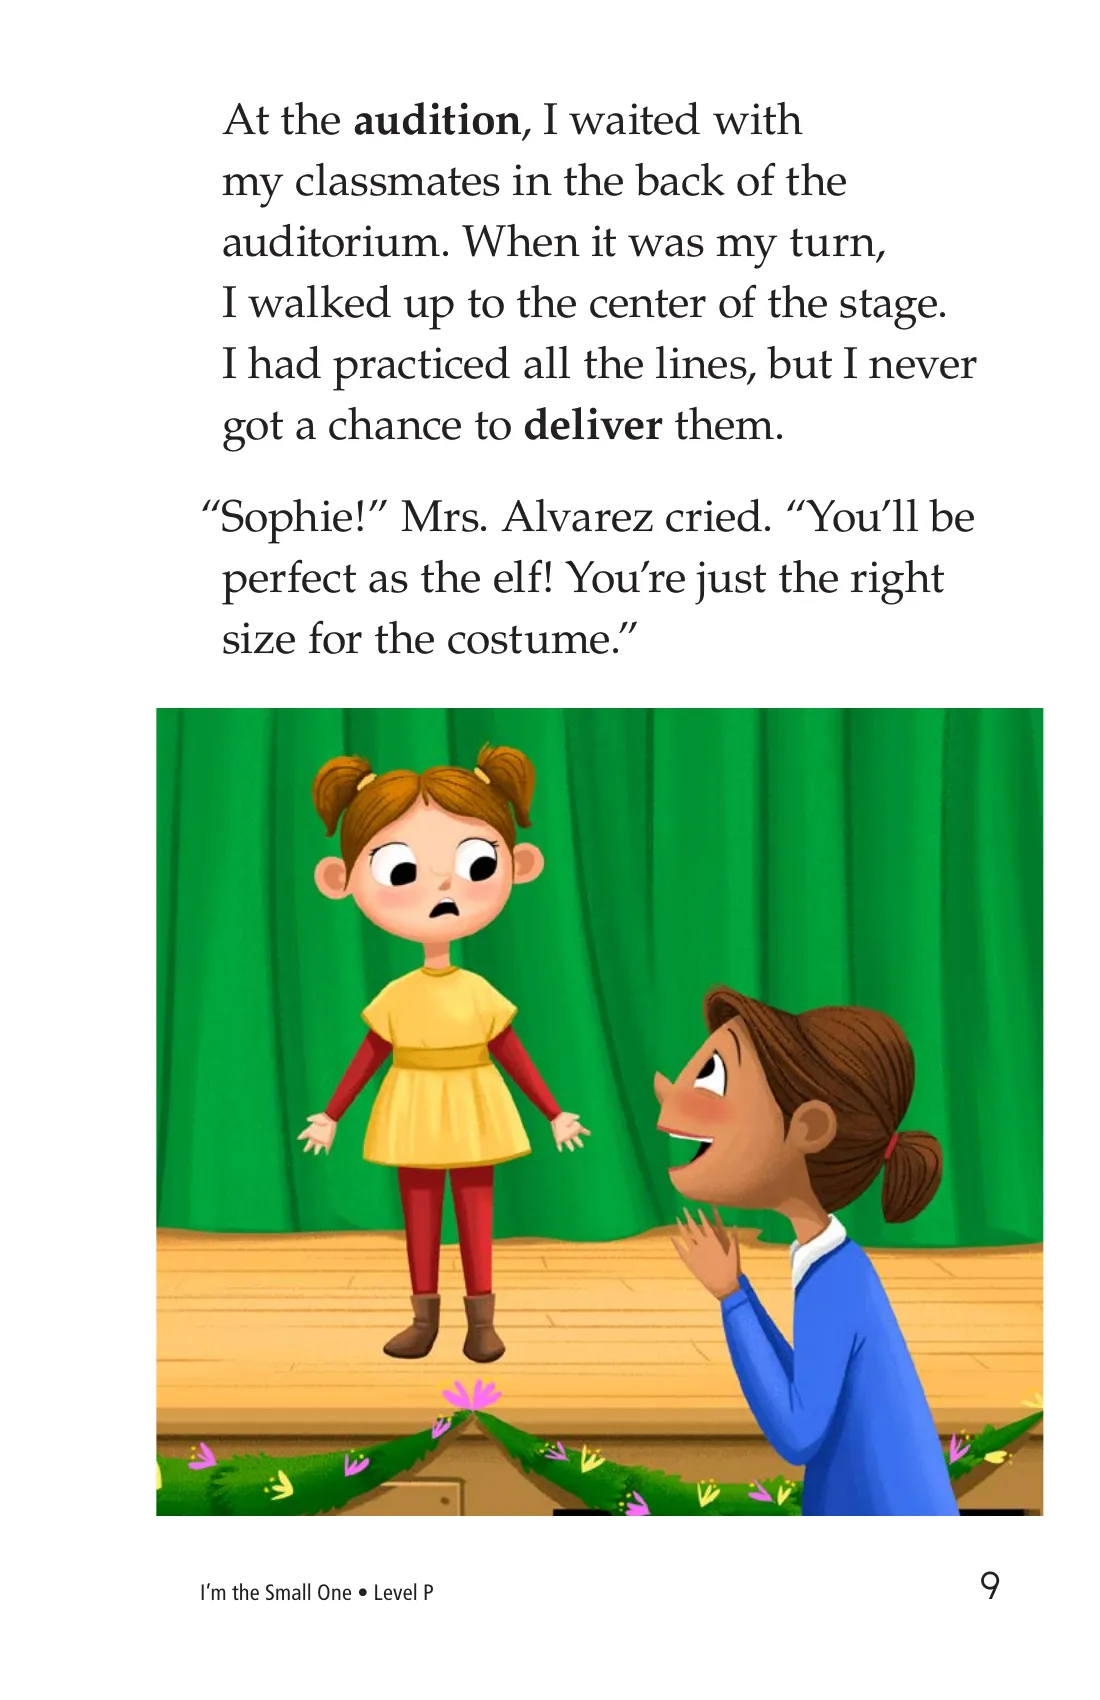 At the audition, I waited with
my classmates in the back of the
auditorium. When it was my turn,
I walked up to the center of the stage.
I had practiced all the lines, but I never
got a chance to deliver them.
“Sophie!” Mrs. Alvarez cried. “You’ll be
perfect as the elf! You’re just the right
size for the costume.”
I’m the Small One • Level P
9